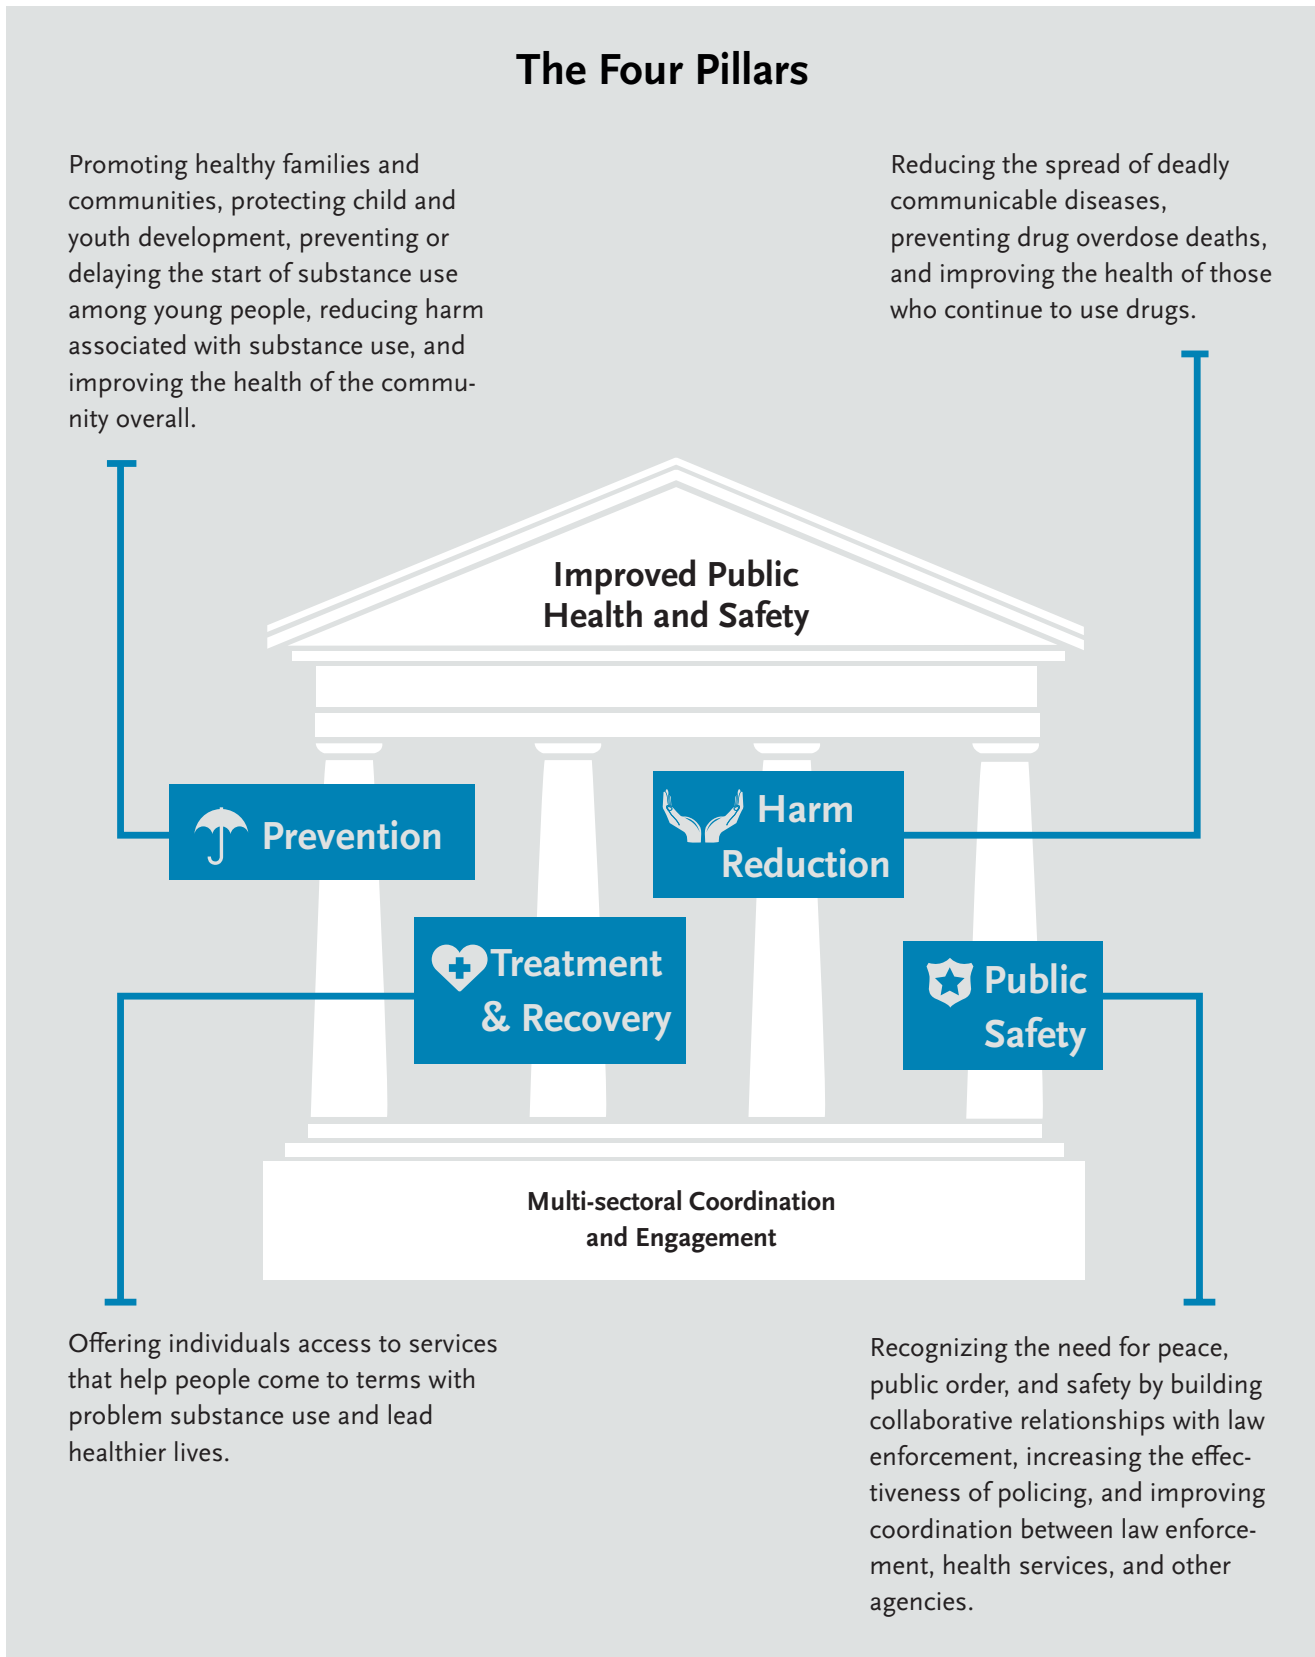 The Four Pillars
Promoting healthy families and
communities, protecting child and
youth development, preventing or
delaying the start of substance use
among young people, reducing harm
associated with substance use, and
improving the health of the commu-
nity overall.
Reducing the spread of deadly
communicable diseases,
preventing drug overdose deaths,
and improving the health of those
who continue to use drugs.
Improved Public
Health and Safety
Prevention
Harm
Reduction
Treatment
& Recovery
Public
Safety
Multi-sectoral Coordination
and Engagement
Offering individuals access to services
that help people come to terms with
problem substance use and lead
healthier lives.
Recognizing the need for peace,
public order, and safety by building
collaborative relationships with law
enforcement, increasing the effec-
tiveness of policing, and improving
coordination between law enforce-
ment, health services, and other
agencies.